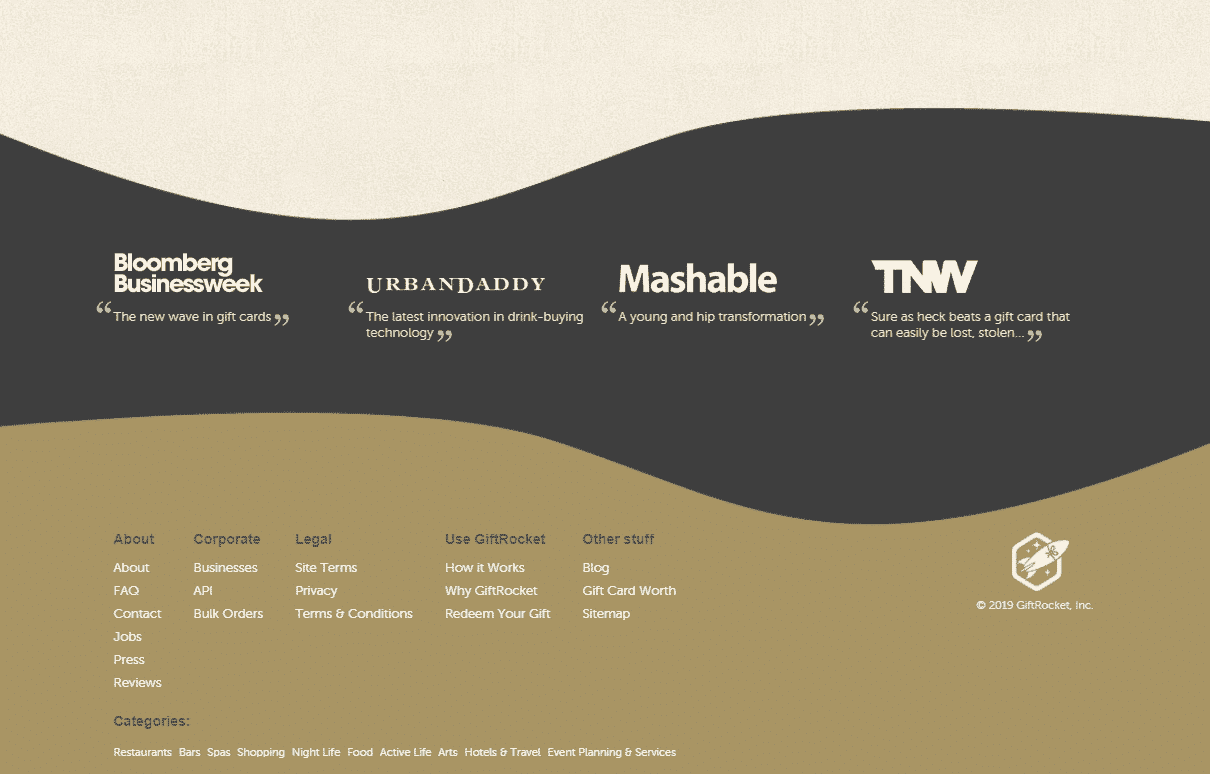 Bloomberg
Businessweek
URBANDADDY
Mashable
TNW
“The new wave in gift cards”
“The latest innovation in drink-buying
technology”
“A young and hip transformation”
“Sure as heck beats a gift card that
can easily be lost, stolen...”
About
About
FAQ
Contact
Jobs
Press
Reviews
Corporate
Businesses
API
Bulk Orders
Legal
Site Terms
Privacy
Terms & Conditions
Use GiftRocket
How it Works
Why GiftRocket
Redeem Your Gift
Other stuff
Blog
Gift Card Worth
Sitemap
© 2019 GiftRocket, Inc.
Categories:
Restaurants Bars Spas Shopping Night Life Food Active Life Arts Hotels & Travel Event Planning & Services